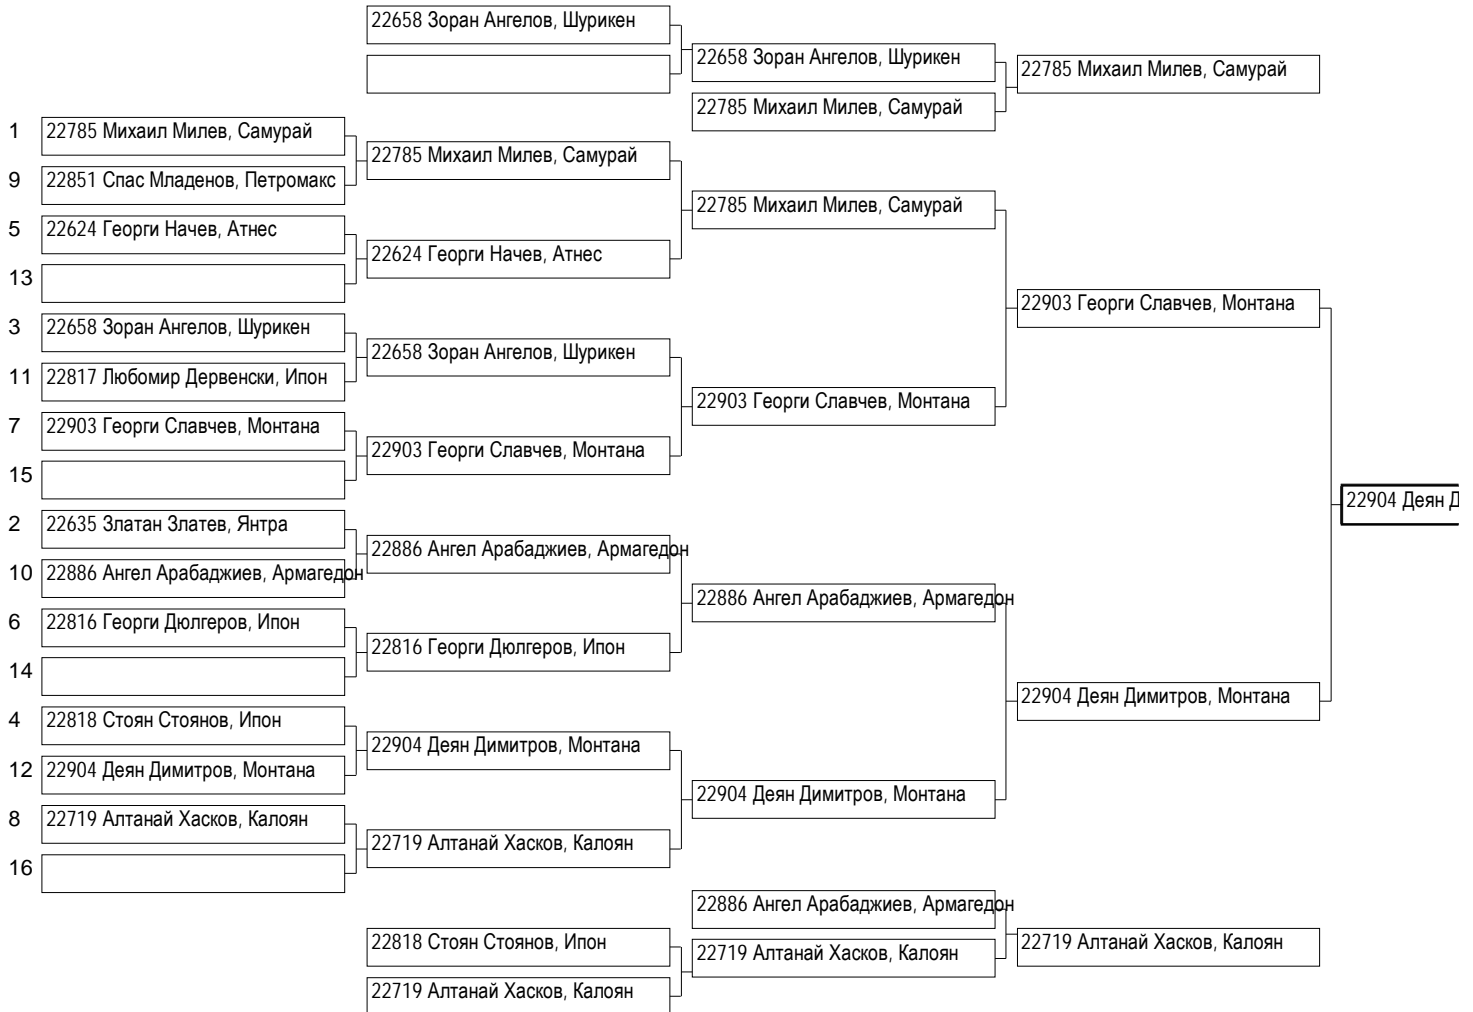 22658 Зоран Ангелов, Шурикен
22658 Зоран Ангелов, Шурикен
22785 Михаил Милев, Самурай
22785 Михаил Милев, Самурай
1 22785 Михаил Милев, Самурай
22785 Михаил Милев, Самурай
9 22851 Спас Младенов, Петромакс
22785 Михаил Милев, Самурай
5 22624 Георги Начев, Атнес
22624 Георги Начев, Атнес
13
22903 Георги Славчев, Монтана
3 22658 Зоран Ангелов, Шурикен
22658 Зоран Ангелов, Шурикен
11 22817 Любомир Дервенски, Ипон
22903 Георги Славчев, Монтана
7 22903 Георги Славчев, Монтана
22903 Георги Славчев, Монтана
15
22904 Деян Д
2 22635 Златан Златев, Янтра
22886 Ангел Арабаджиев, Армагедон
10 22886 Ангел Арабаджиев, Армагедон
22886 Ангел Арабаджиев, Армагедон
6 22816 Георги Дюлгеров, Ипон
22816 Георги Дюлгеров, Ипон
14
22904 Деян Димитров, Монтана
4 22818 Стоян Стоянов, Ипон
22904 Деян Димитров, Монтана
12 22904 Деян Димитров, Монтана
22904 Деян Димитров, Монтана
8 22719 Алтанай Хасков, Калоян
22719 Алтанай Хасков, Калоян
16
22886 Ангел Арабаджиев, Армагедон
22818 Стоян Стоянов, Ипон
22719 Алтанай Хасков, Калоян
22719 Алтанай Хасков, Калоян
22719 Алтанай Хасков, Калоян